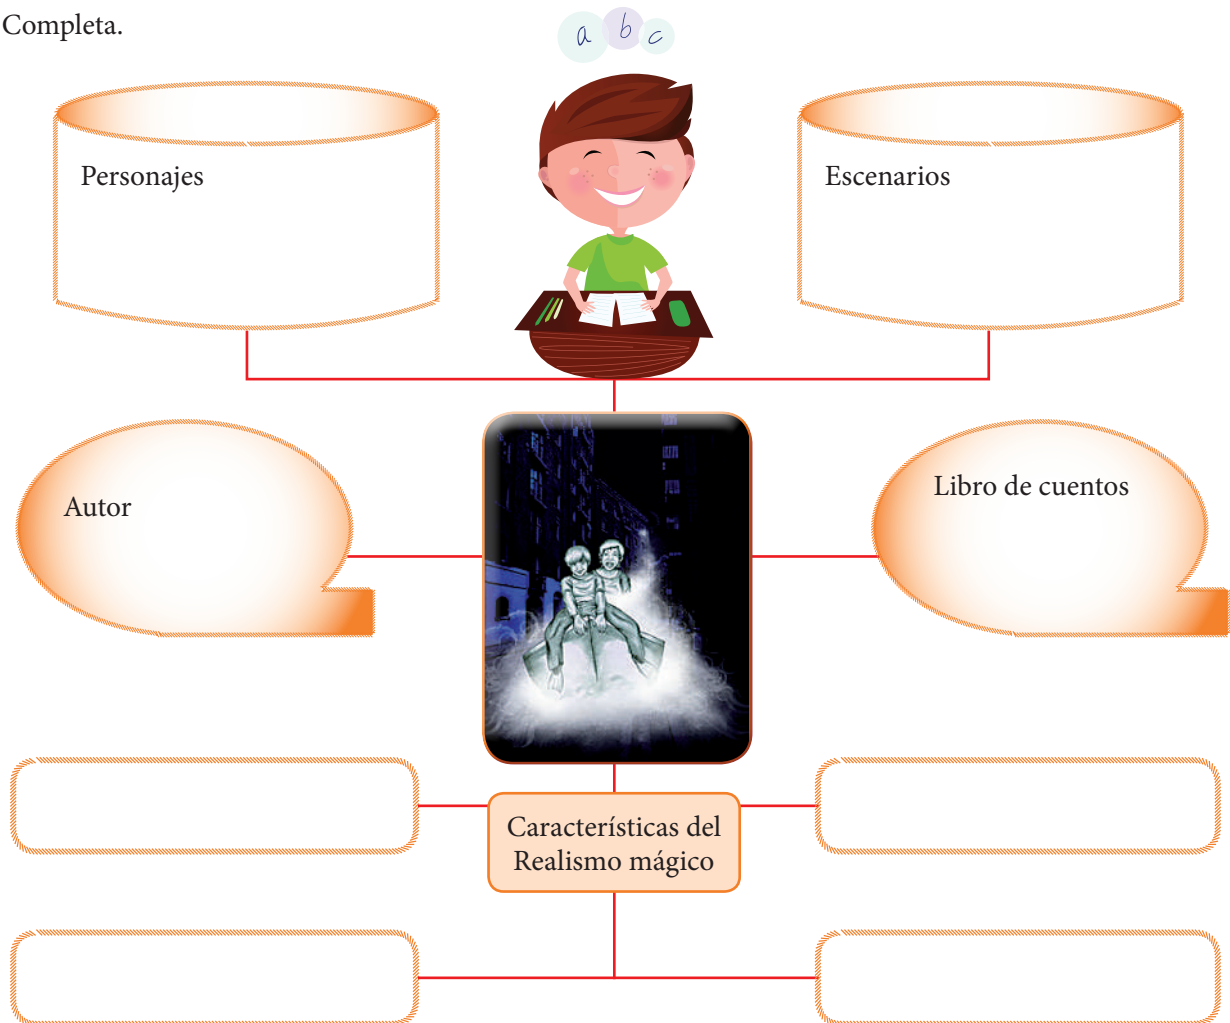 Completa.
a b c
Personajes
Escenarios
Autor
Libro de cuentos
Características del
Realismo mágico